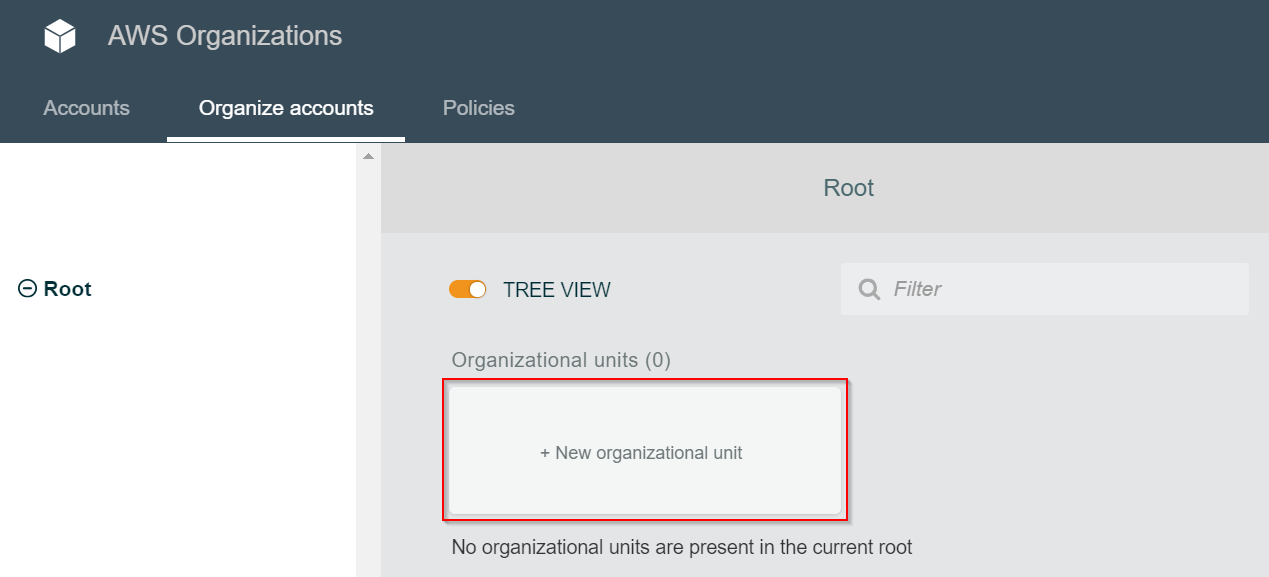 AWS Organizations
Accounts Organize accounts Policies
Root
Root
TREE VIEW Filter
Organizational units (0)
+ New organizational unit
No organizational units are present in the current root